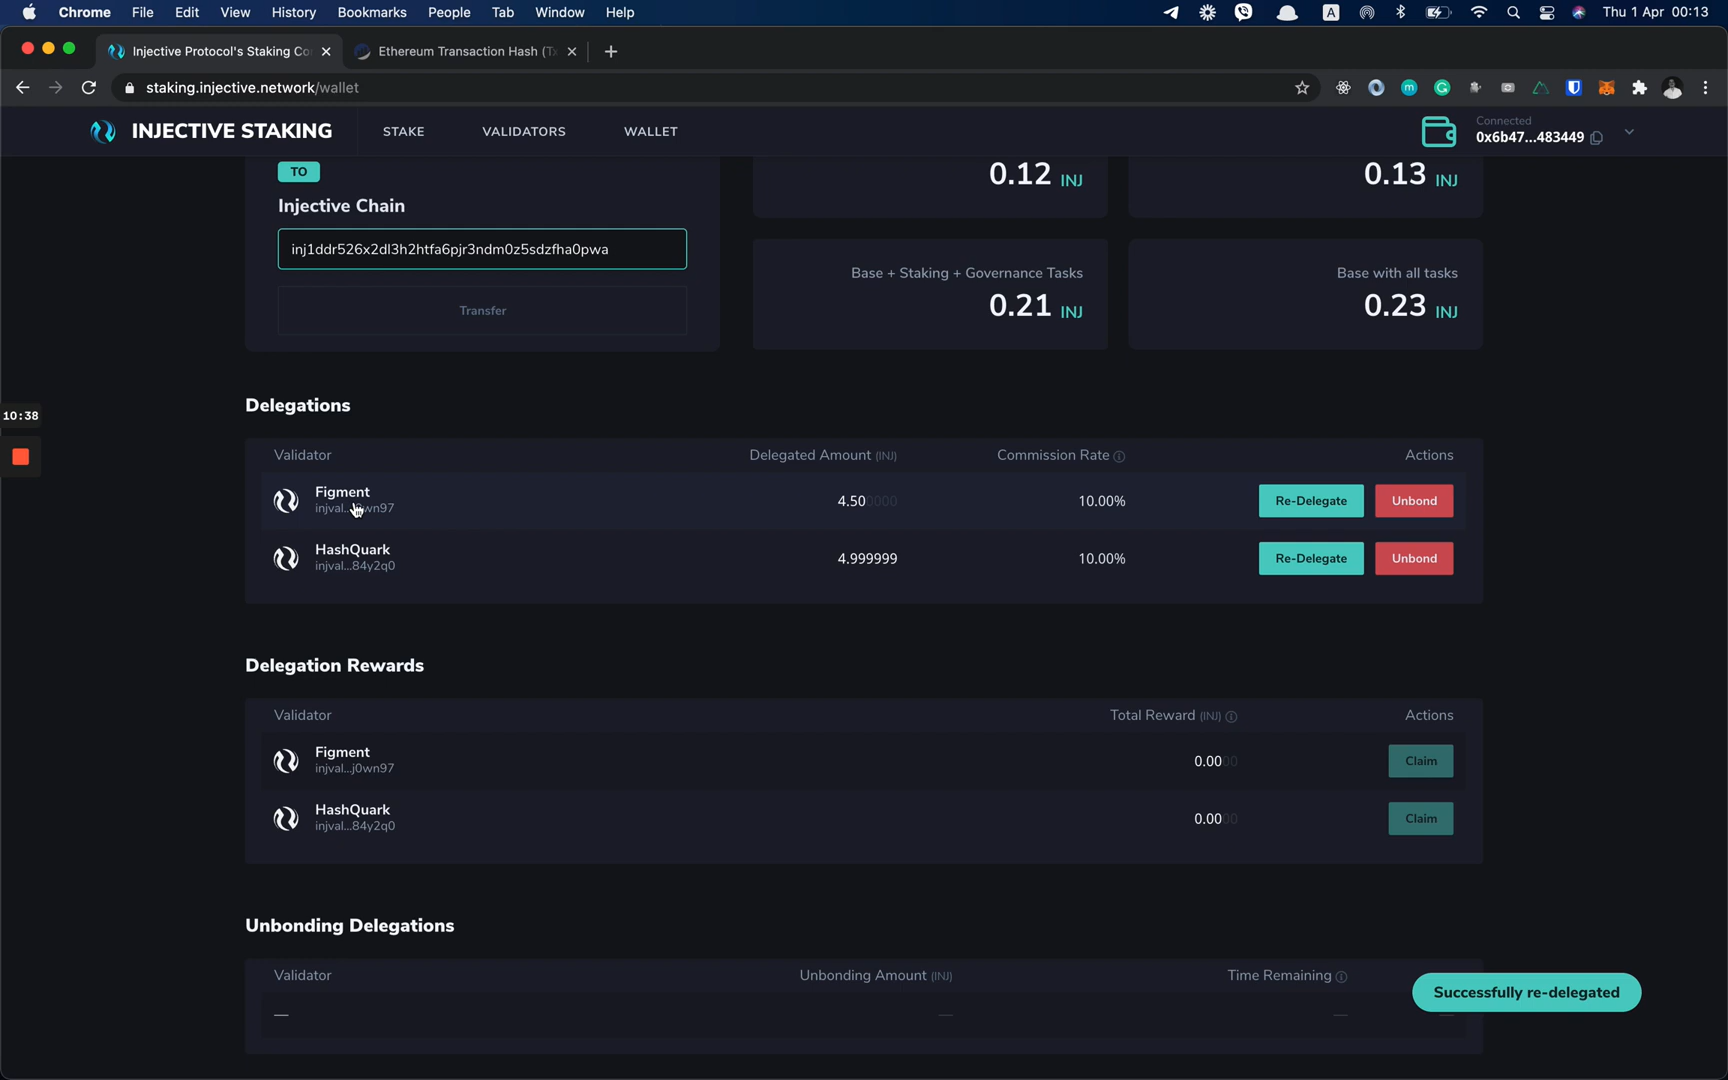 Chrome File Edit View History Bookmarks People Tab Window Help A Thu 1 Apr 00:13
Injective Protocol's Staking Co Ethereum Transaction Hash (Tx
staking.injective.network/wallet
INJECTIVE STAKING STAKE VALIDATORS WALLET
Connected
0x6b47...483449
TO
0.12 INJ 0.13 INJ
Injective Chain
inj1ddr526x2dl3h2htfa6pjr3ndm0z5sdzfha0pwa
Base + Staking + Governance Tasks Base with all tasks
0.21 INJ 0.23 INJ
Transfer
Delegations
10:38
Validator Delegated Amount (INJ) Commission Rate Actions
Figment
injval... wn97
4.500000 10.00% Re-Delegate Unbond
HashQuark
injval...84y2q0
4.999999 10.00% Re-Delegate Unbond
Delegation Rewards
Validator Total Reward (INJ) Actions
Figment
injval...j0wn97
0.0000 Claim
HashQuark
injval...84y2q0
0.0000 Claim
Unbonding Delegations
Validator Unbonding Amount (INJ) Time Remaining
Successfully re-delegated
— — — —